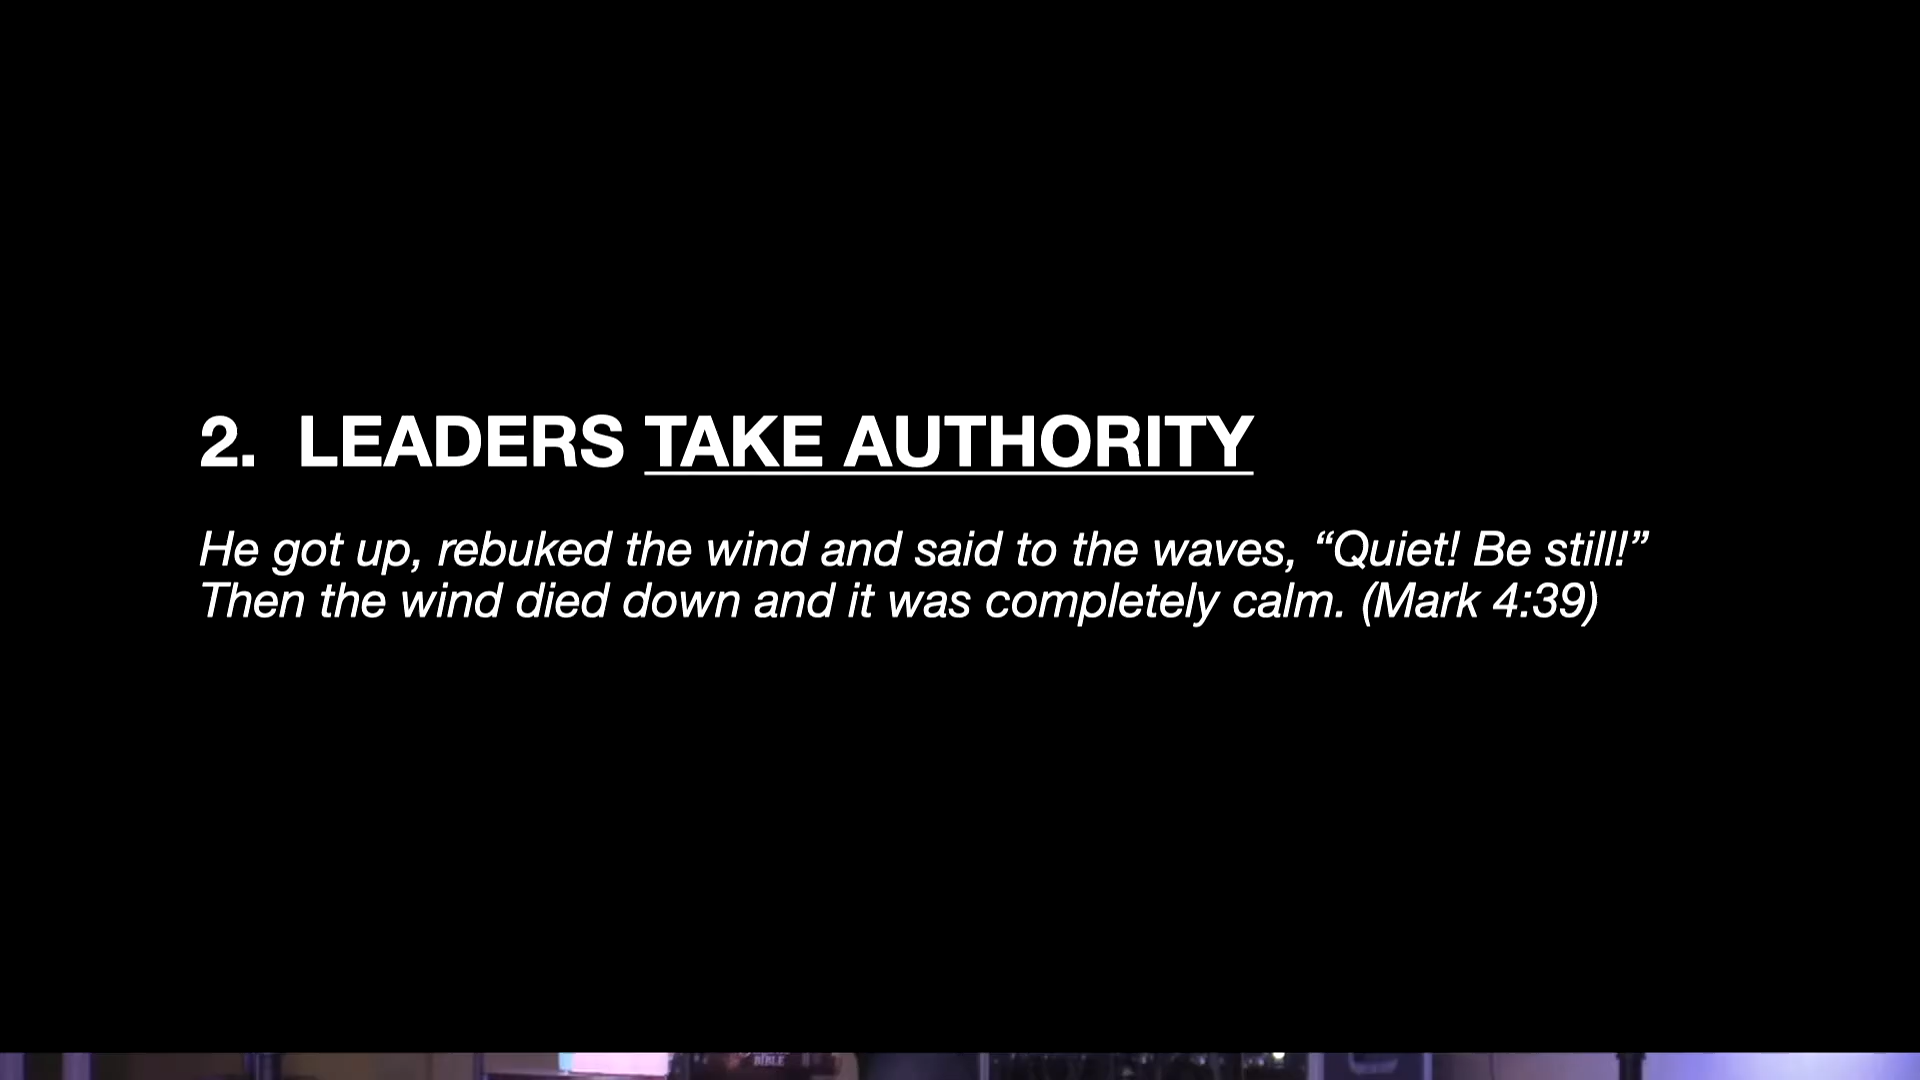 2. LEADERS TAKE AUTHORITY
He got up, rebuked the wind and said to the waves, “Quiet! Be still!”
Then the wind died down and it was completely calm. (Mark 4:39)
BIBLE